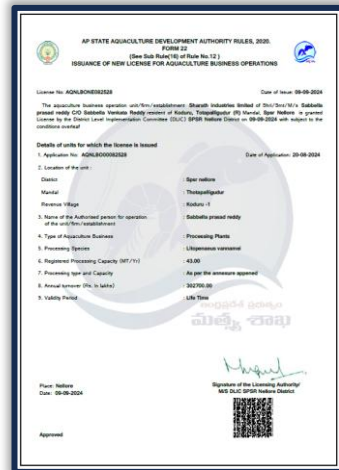 AP STATE AQUACULTURE DEVELOPMENT AUTHORITY RULES, 2020.
FORM 22
(See Sub Rule(16) of Rule No.12 )
ISSUANCE OF NEW LICENSE FOR AQUACULTURE BUSINESS OPERATIONS
License No: AQNLBONE082528 Date of Issue: 09-09-2024
The aquaculture business operation unit/firm/establishment Sharath industries limited of Shri/Smt/M/s Sabbella
prasad reddy C/O Sabbella Venkata Reddy resident of Koduru, Totapalligudur (R) Mandal, Spsr Nellore is granted
License by the District Level Implementation Committee (DLIC) SPSR Nellore District on 09-09-2024 with subject to the
conditions overleaf
Details of units for which the license is issued
1. Application No: AQNLBO00082528 Date of Application: 20-08-2024
2. Location of the unit :
District : Spsr nellore
Mandal : Thotapalligudur
Revenue Village : Koduru -1
3. Name of the Authorised person for operation : Sabbella prasad reddy
of the unit/firm/establishment
4. Type of Aquaculture Business : Processing Plants
5. Processing Species : Litopenaeus vannamei
6. Registered Processing Capacity (MT/Yr) : 43.00
7. Processing type and Capacity : As per the annexure appened
8. Annual turnover (Rs. In lakhs) : 302700.00
9. Validity Period : Life Time
ఆంధ్రప్రదేశ్ ప్రభుత్వం
మత్స్య శాఖ
Place: Nellore
Date: 09-09-2024
Signature of the Licensing Authority/
M/S DLIC SPSR Nellore District
Approved